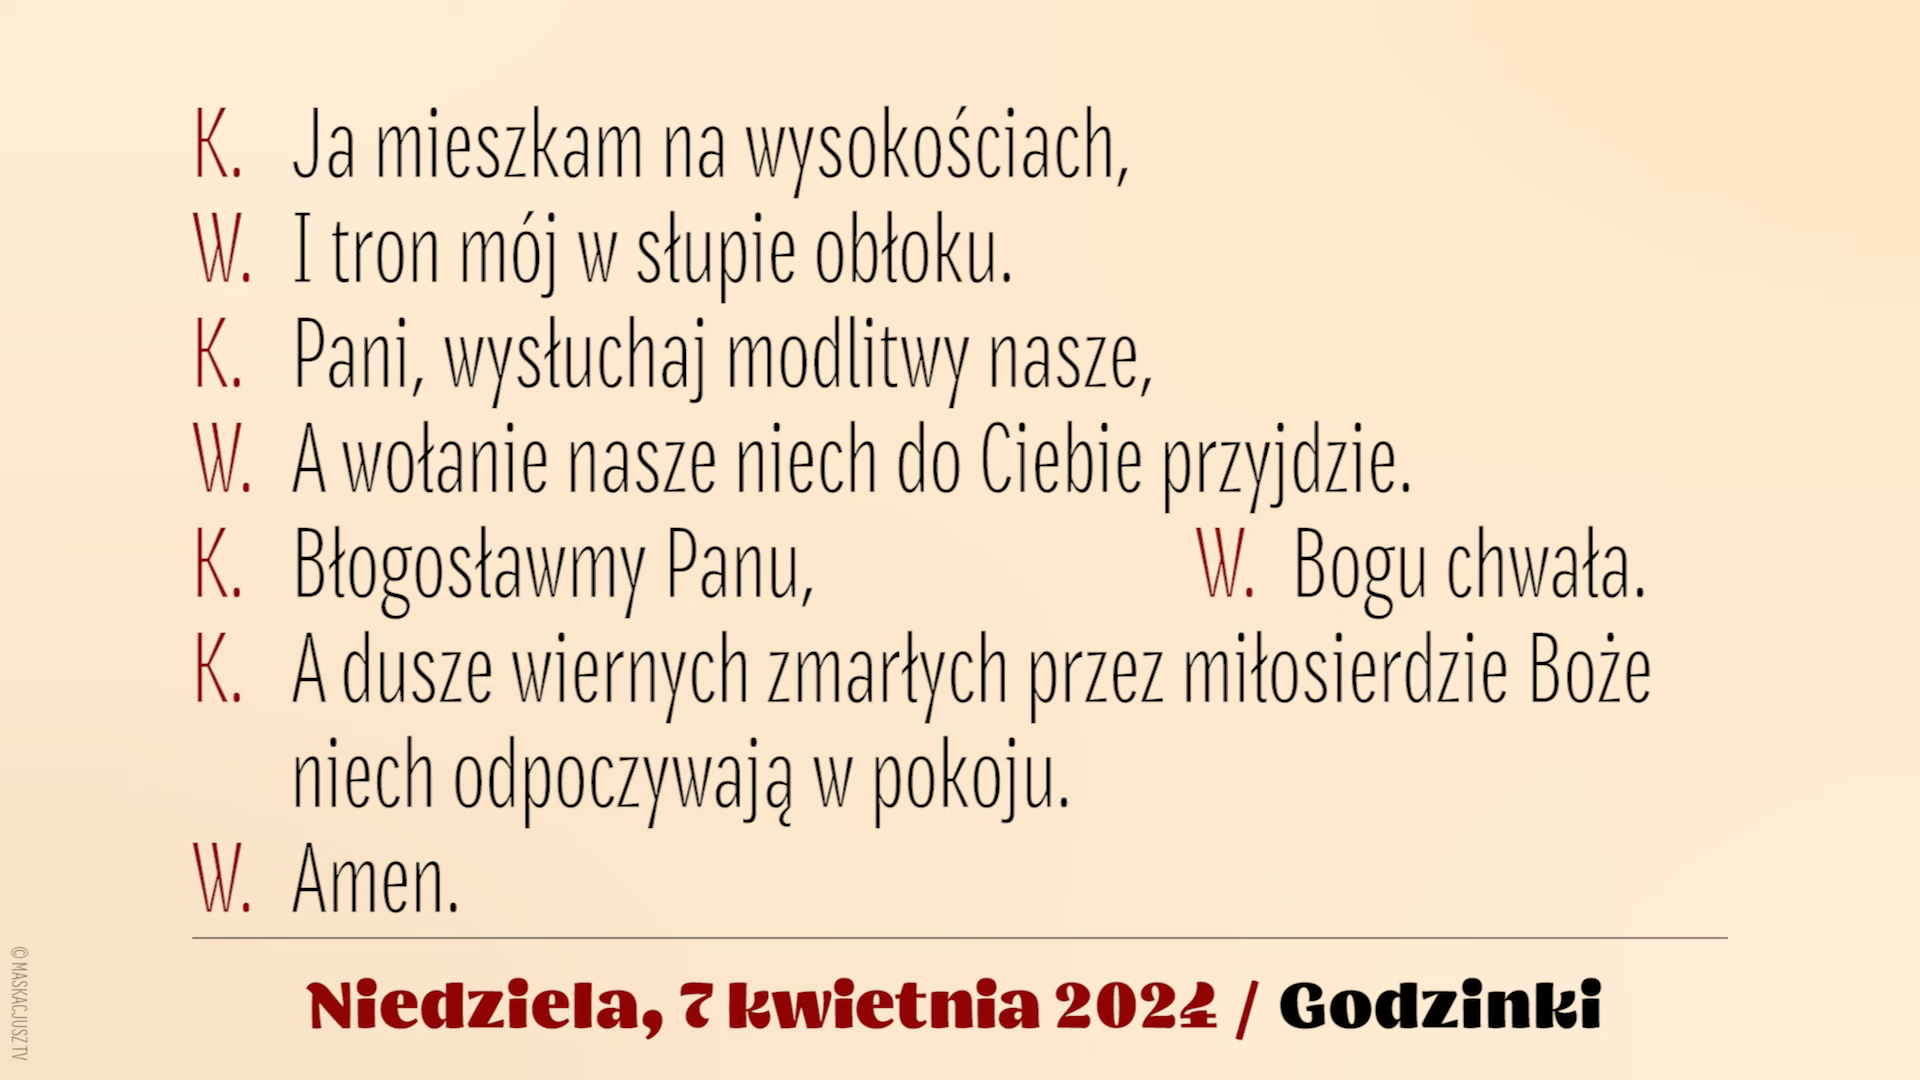 K. Ja mieszkam na wysokościach,
W. I tron mój w słupie obłoku.
K. Pani, wysłuchaj modlitwy nasze,
W. A wołanie nasze niech do Ciebie przyjdzie.
K. Błogosławmy Panu, W. Bogu chwała.
K. A dusze wiernych zmarłych przez miłosierdzie Boże
niech odpoczywają w pokoju.
W. Amen.
Niedziela, 7 kwietnia 2024 / Godzinki
© MASKACJUSZ TV